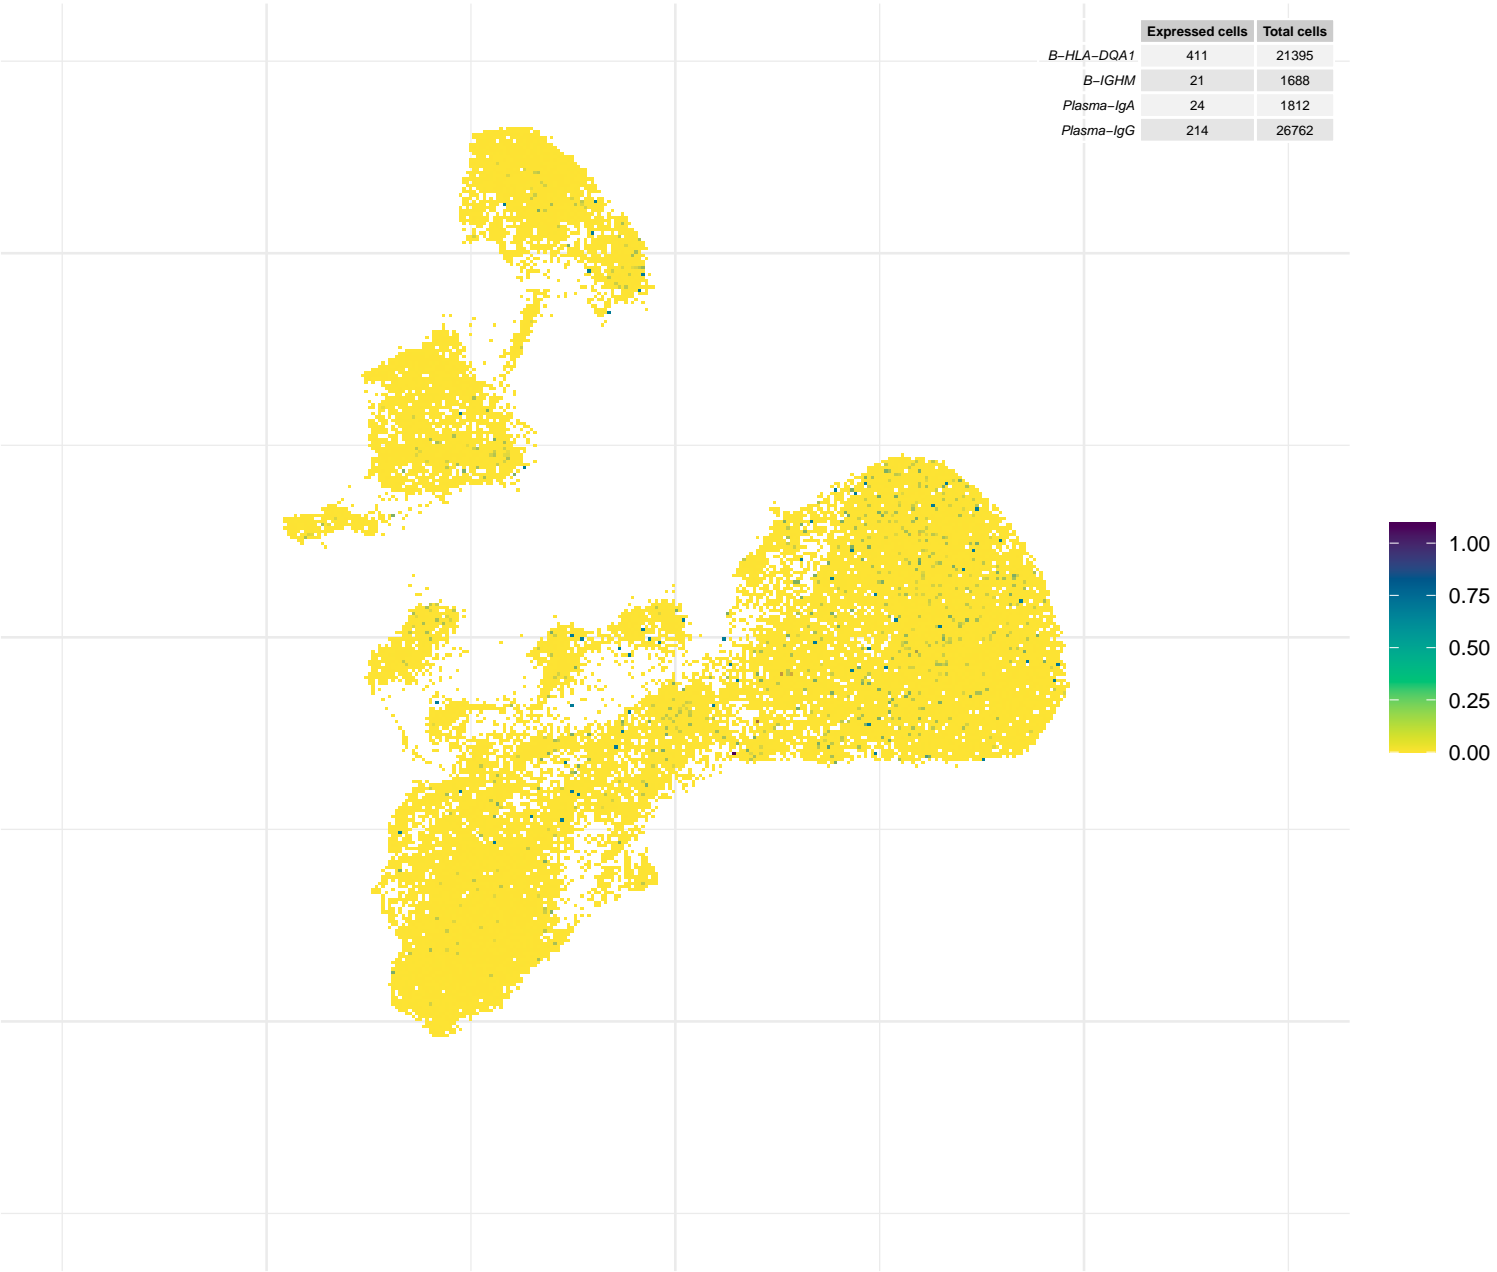 Expressed cells Total cells
B−HLA−DQA1 411 21395
B−IGHM 21 1688
Plasma−IgA 24 1812
Plasma−IgG 214 26762
1.00
0.75
0.50
0.25
0.00